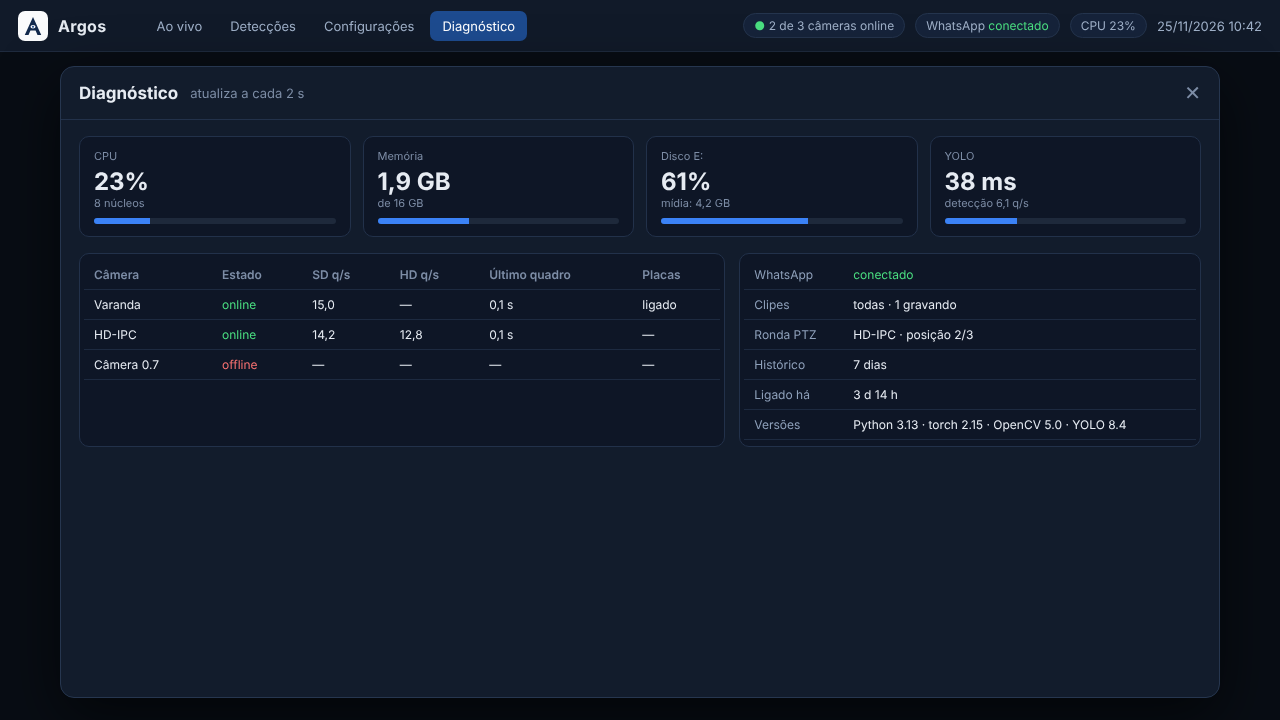 Argos
Ao vivo
Detecções
Configurações
Diagnóstico
2 de 3 câmeras online
WhatsApp conectado
CPU 23%
25/11/2026 10:42
Diagnóstico
atualiza a cada 2 s
✕
CPU
23%
8 núcleos
Memória
1,9 GB
de 16 GB
Disco E:
61%
mídia: 4,2 GB
YOLO
38 ms
detecção 6,1 q/s
Câmera Estado SD q/s HD q/s Último quadro Placas
Varanda online 15,0 — 0,1 s ligado
HD-IPC online 14,2 12,8 0,1 s —
Câmera 0.7 offline — — — —
WhatsApp conectado
Clipes todas · 1 gravando
Ronda PTZ HD-IPC · posição 2/3
Histórico 7 dias
Ligado há 3 d 14 h
Versões Python 3.13 · torch 2.15 · OpenCV 5.0 · YOLO 8.4